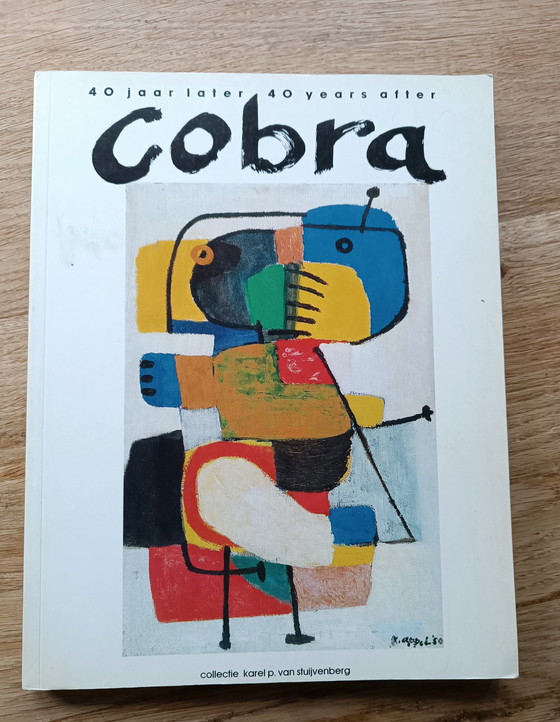 40 jaar later 40 years after
Cobra
k. appel '50
collectie karel p. van stuijvenberg